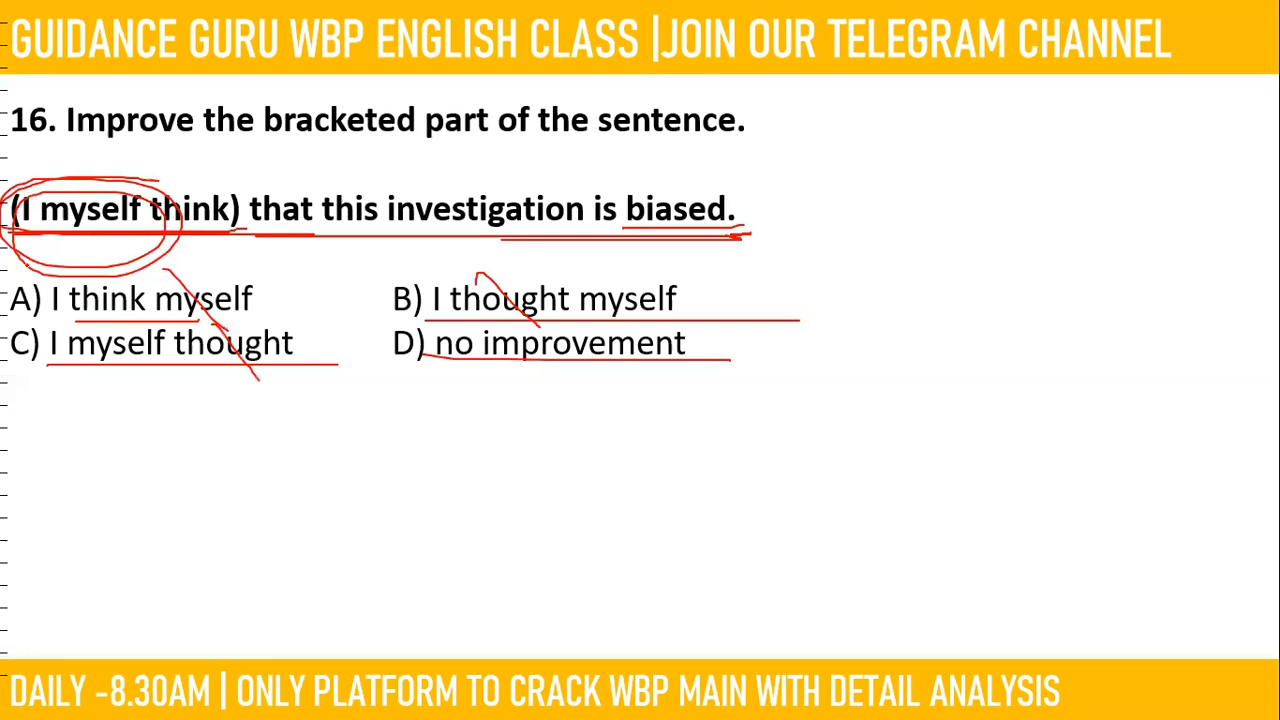 GUIDANCE GURU WBP ENGLISH CLASS |JOIN OUR TELEGRAM CHANNEL
16. Improve the bracketed part of the sentence.
(I myself think) that this investigation is biased.
A) I think myself B) I thought myself
C) I myself thought D) no improvement
DAILY -8.30AM | ONLY PLATFORM TO CRACK WBP MAIN WITH DETAIL ANALYSIS